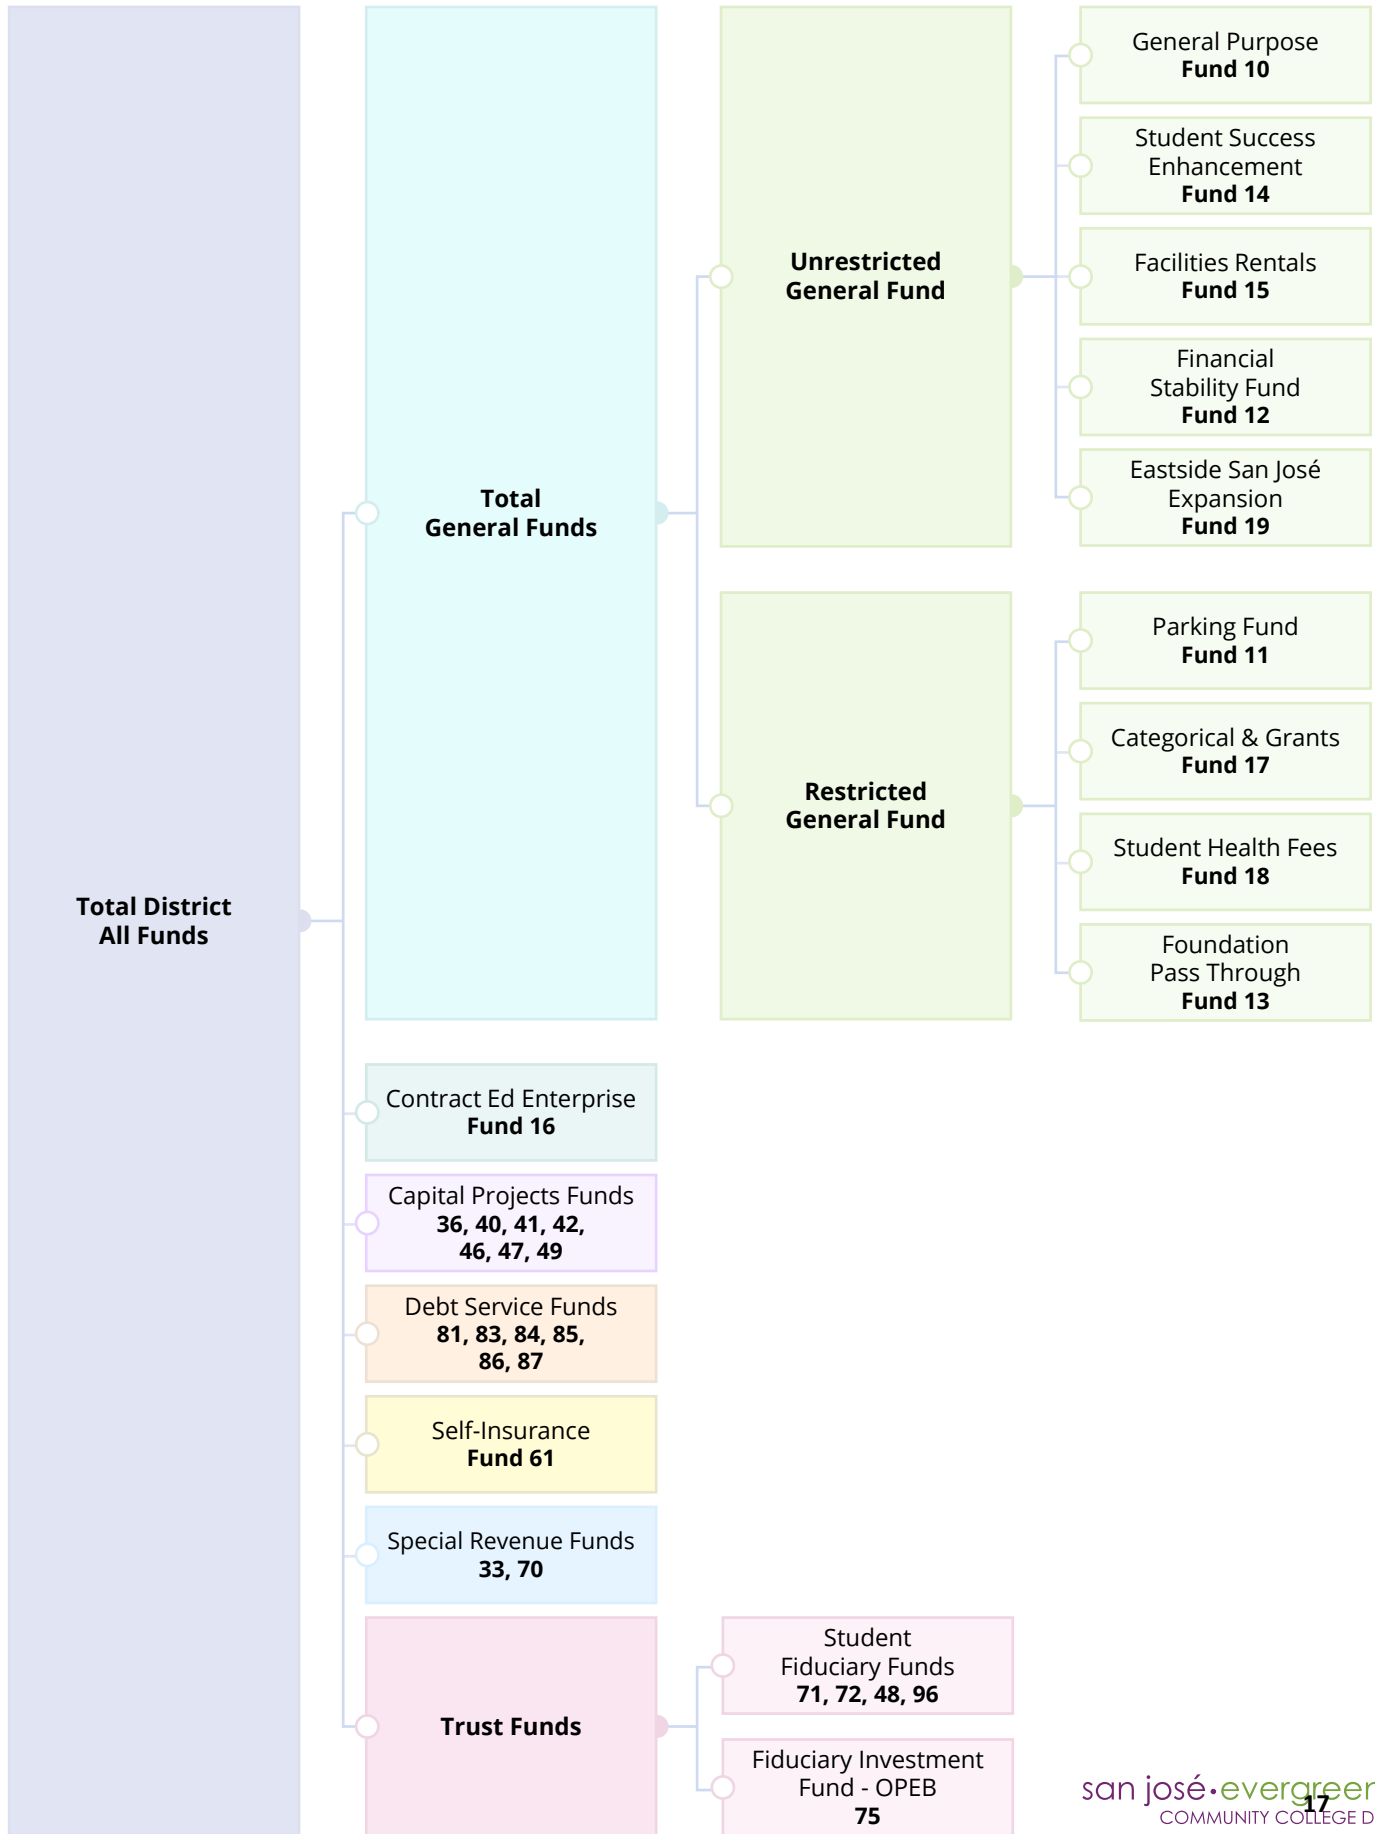 Total District
All Funds
Total
General Funds
Unrestricted
General Fund
General Purpose
Fund 10
Student Success
Enhancement
Fund 14
Facilities Rentals
Fund 15
Financial
Stability Fund
Fund 12
Eastside San José
Expansion
Fund 19
Restricted
General Fund
Parking Fund
Fund 11
Categorical & Grants
Fund 17
Student Health Fees
Fund 18
Foundation
Pass Through
Fund 13
Contract Ed Enterprise
Fund 16
Capital Projects Funds
36, 40, 41, 42,
46, 47, 49
Debt Service Funds
81, 83, 84, 85,
86, 87
Self-Insurance
Fund 61
Special Revenue Funds
33, 70
Trust Funds
Student
Fiduciary Funds
71, 72, 48, 96
Fiduciary Investment
Fund - OPEB
75
san josé·evergreen
17
COMMUNITY COLLEGE D